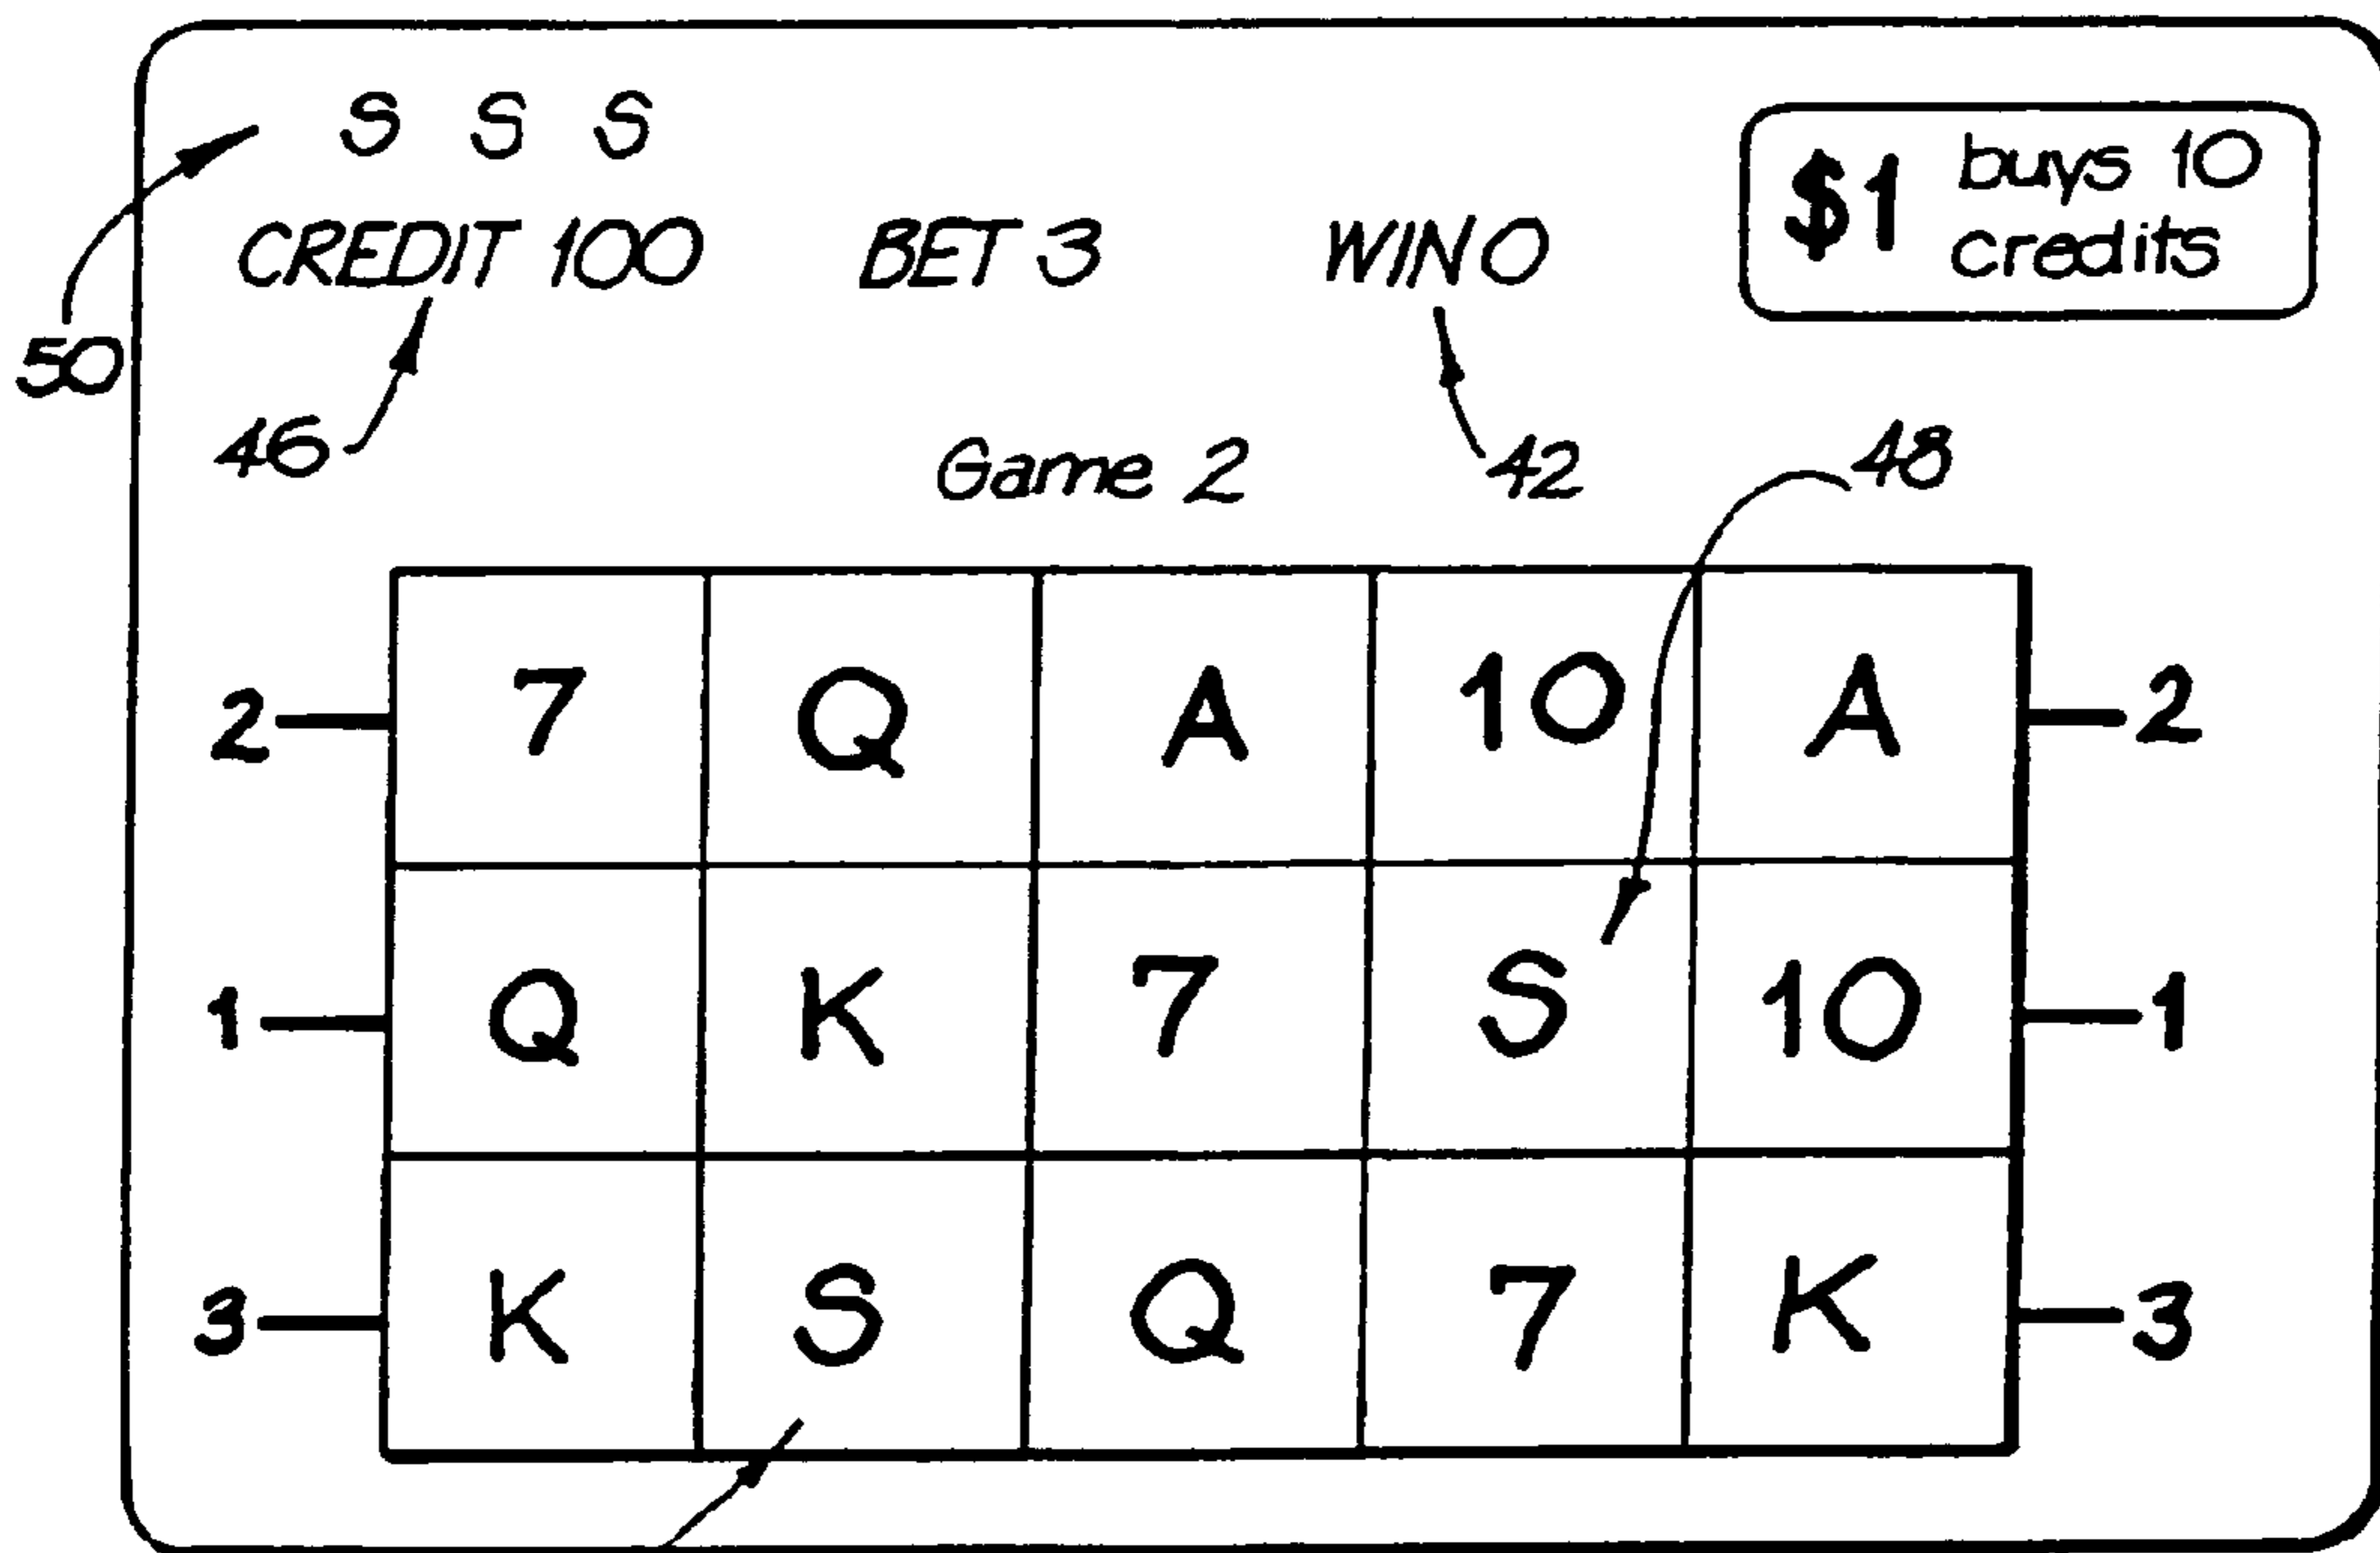 S S S
$1 buys 10 credits
CREDIT 100 BET 3 WIN 0
50
46 Game 2 42 48
2 7 Q A 10 A 2
1 Q K 7 S 10 1
3 K S Q 7 K 3